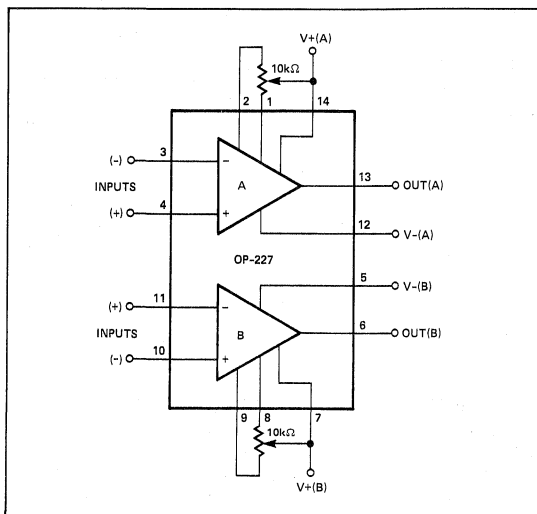 V+(A)
10kΩ
2 1 14
3
(-) −
A 13 OUT(A)
INPUTS
4
(+) +
12 V-(A)
OP-227
5 V-(B)
11
(+) −
B 6 OUT(B)
INPUTS
10
(-) +
9 8 7
10kΩ
V+(B)